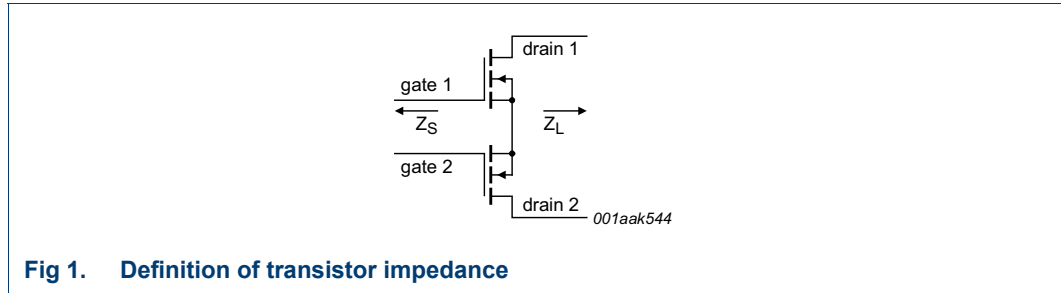 drain 1
gate 1
Z_S Z_L
gate 2
drain 2
001aak544
Fig 1. Definition of transistor impedance